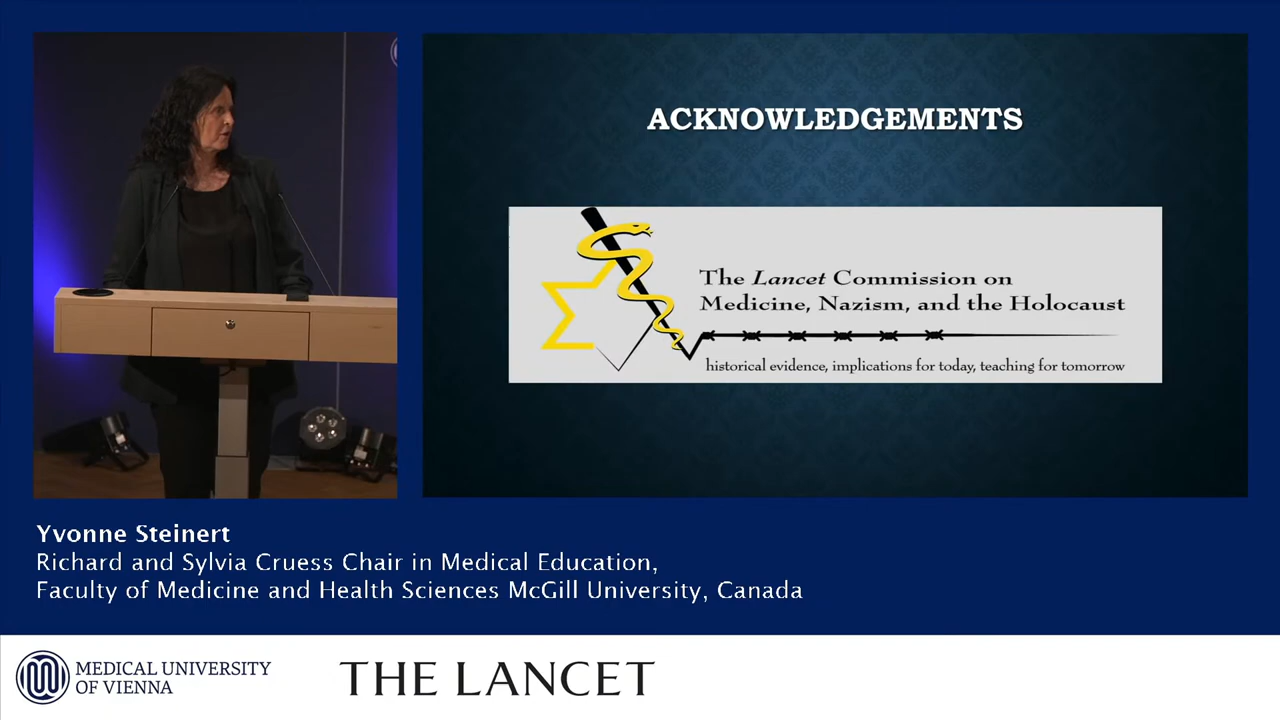 ACKNOWLEDGEMENTS
The Lancet Commission on
Medicine, Nazism, and the Holocaust
historical evidence, implications for today, teaching for tomorrow
Yvonne Steinert
Richard and Sylvia Cruess Chair in Medical Education,
Faculty of Medicine and Health Sciences McGill University, Canada
MEDICAL UNIVERSITY
OF VIENNA
THE LANCET